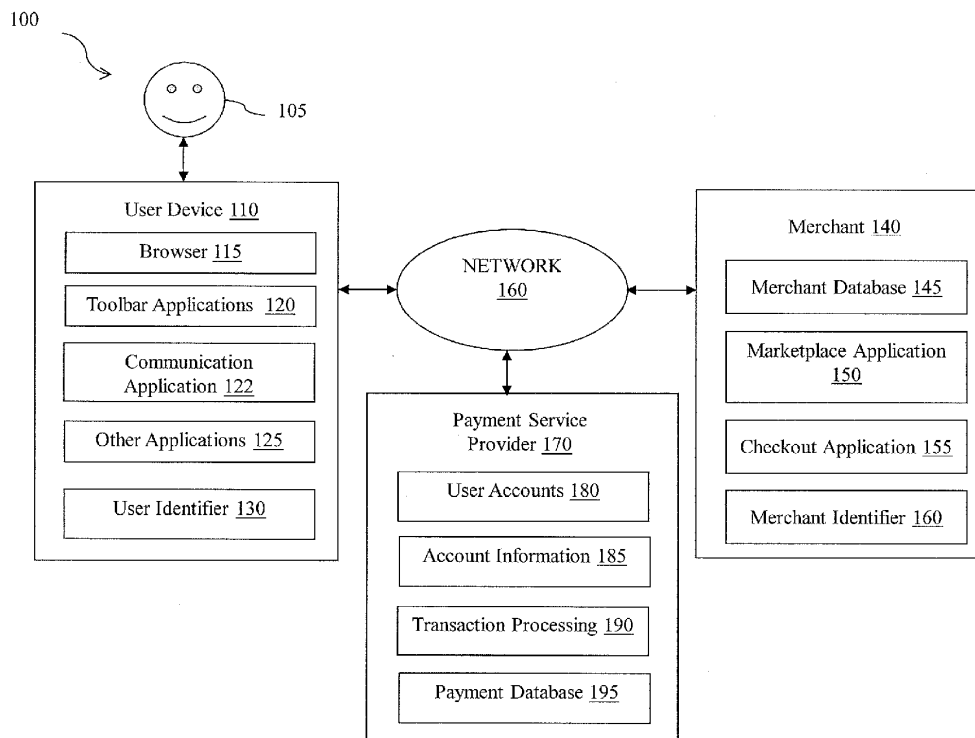 100
105
User Device 110
Browser 115
Toolbar Applications 120
Communication
Application 122
Other Applications 125
User Identifier 130
NETWORK
160
Payment Service
Provider 170
User Accounts 180
Account Information 185
Transaction Processing 190
Payment Database 195
Merchant 140
Merchant Database 145
Marketplace Application
150
Checkout Application 155
Merchant Identifier 160